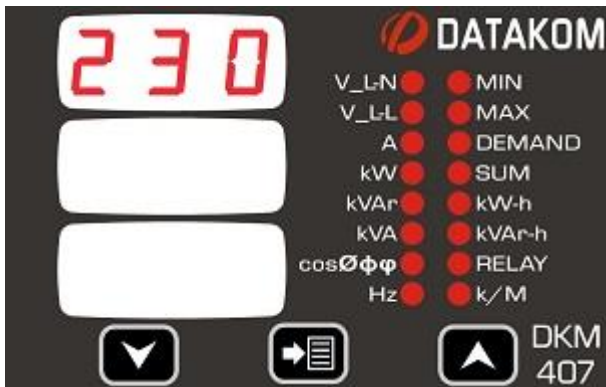 230
DATAKOM
V_L-N MIN
V_L-L MAX
A DEMAND
kW SUM
kVAr kW-h
kVA kVAr-h
cosØφφ RELAY
Hz k/M
DKM
407